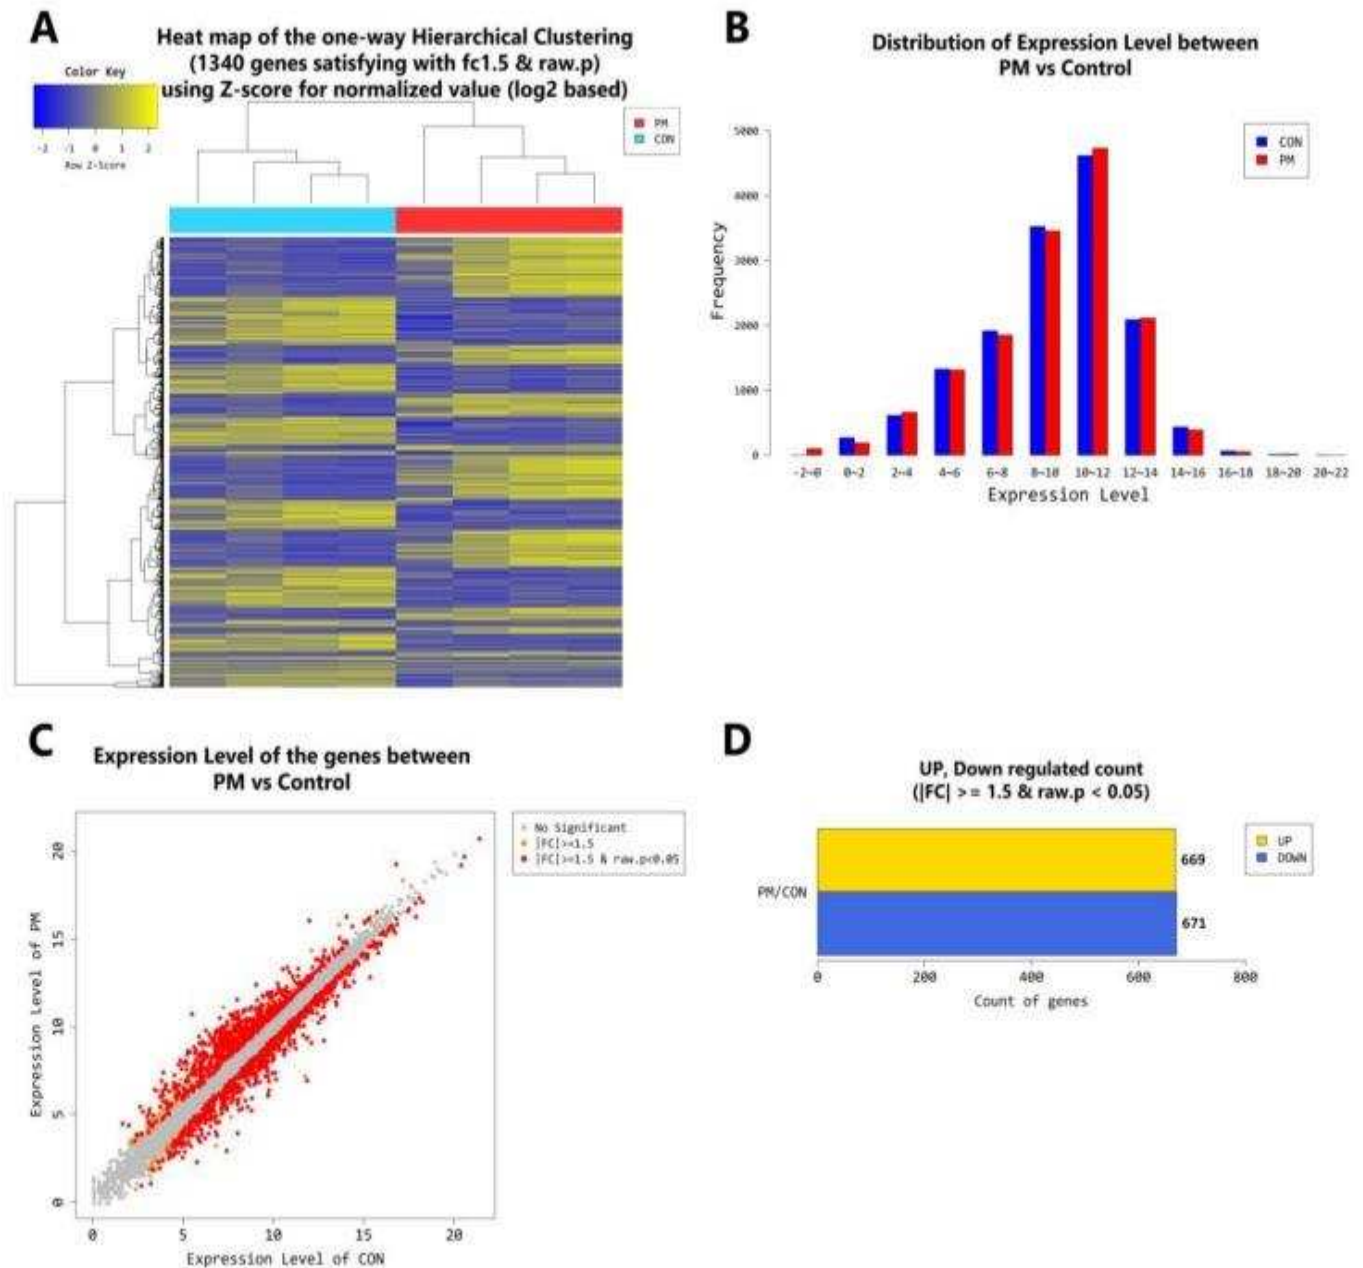 A
Heat map of the one-way Hierarchical Clustering
(1340 genes satisfying with fc1.5 & raw.p)
using Z-score for normalized value (log2 based)
Color Key
-2 -1 0 1 2
Row Z-Score
PM
CON
B
Distribution of Expression Level between
PM vs Control
CON
PM
Frequency
5000
4000
3000
2000
1000
0
-2~0 0~2 2~4 4~6 6~8 8~10 10~12 12~14 14~16 16~18 18~20 20~22
Expression Level
C
Expression Level of the genes between
PM vs Control
No Significant
|FC|>=1.5
|FC|>=1.5 & raw.p<0.05
Expression Level of PM
20
15
10
5
0
0 5 10 15 20
Expression Level of CON
D
UP, Down regulated count
(|FC| >= 1.5 & raw.p < 0.05)
UP
DOWN
PM/CON
669
671
0 200 400 600 800
Count of genes